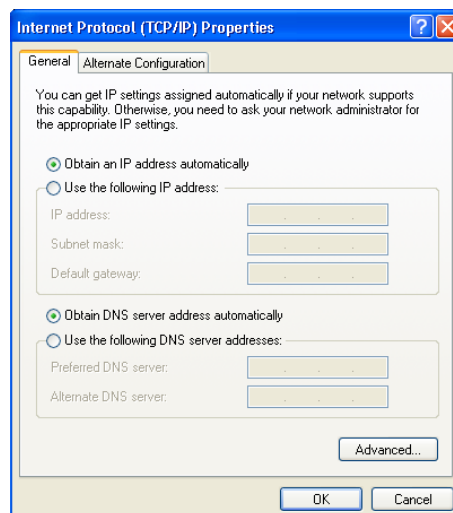 Internet Protocol (TCP/IP) Properties
General Alternate Configuration
You can get IP settings assigned automatically if your network supports
this capability. Otherwise, you need to ask your network administrator for
the appropriate IP settings.
Obtain an IP address automatically
Use the following IP address:
IP address:
Subnet mask:
Default gateway:
Obtain DNS server address automatically
Use the following DNS server addresses:
Preferred DNS server:
Alternate DNS server:
Advanced...
OK Cancel